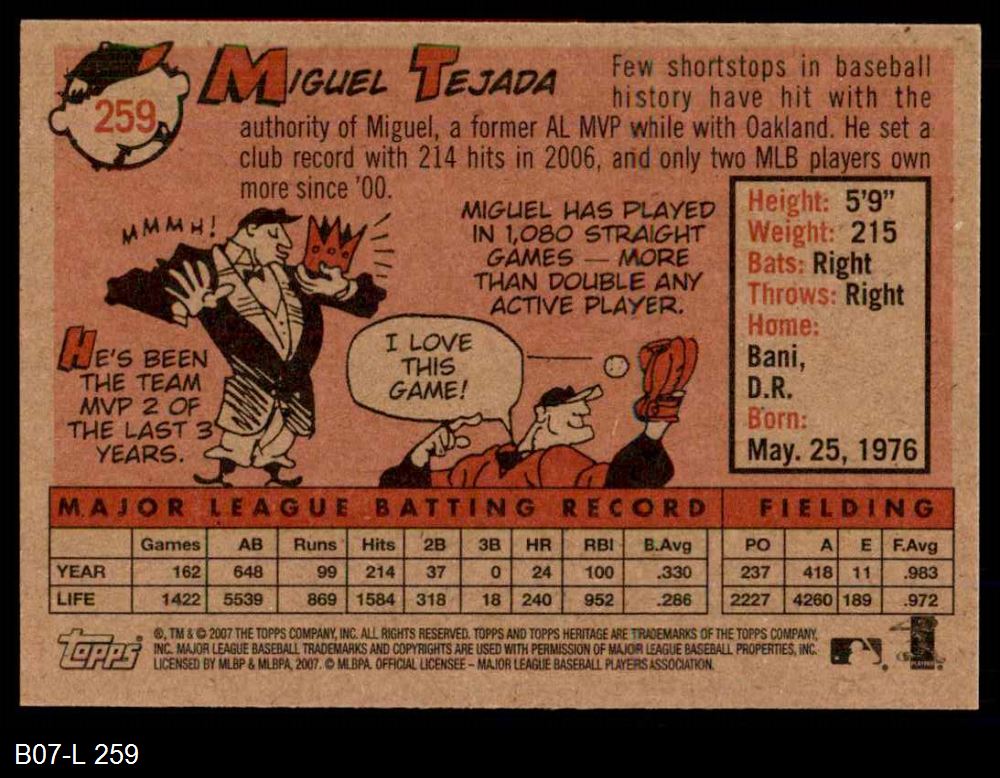 259
MIGUEL TEJADA
Few shortstops in baseball
history have hit with the
authority of Miguel, a former AL MVP while with Oakland. He set a
club record with 214 hits in 2006, and only two MLB players own
more since '00.
MMMH!
HE'S BEEN
THE TEAM
MVP 2 OF
THE LAST 3
YEARS.
MIGUEL HAS PLAYED
IN 1,080 STRAIGHT
GAMES — MORE
THAN DOUBLE ANY
ACTIVE PLAYER.
I LOVE
THIS
GAME!
Height: 5'9"
Weight: 215
Bats: Right
Throws: Right
Home:
Bani,
D.R.
Born:
May. 25, 1976
MAJOR LEAGUE BATTING RECORD FIELDING
Games AB Runs Hits 2B 3B HR RBI B.Avg PO A E F.Avg
YEAR 162 648 99 214 37 0 24 100 .330 237 418 11 .983
LIFE 1422 5539 869 1584 318 18 240 952 .286 2227 4260 189 .972
Topps
®, TM & © 2007 THE TOPPS COMPANY, INC. ALL RIGHTS RESERVED. TOPPS AND TOPPS HERITAGE ARE TRADEMARKS OF THE TOPPS COMPANY,
INC. MAJOR LEAGUE BASEBALL TRADEMARKS AND COPYRIGHTS ARE USED WITH PERMISSION OF MAJOR LEAGUE BASEBALL PROPERTIES, INC.
LICENSED BY MLBP & MLBPA, 2007. © MLBPA. OFFICIAL LICENSEE – MAJOR LEAGUE BASEBALL PLAYERS ASSOCIATION.
B07-L 259